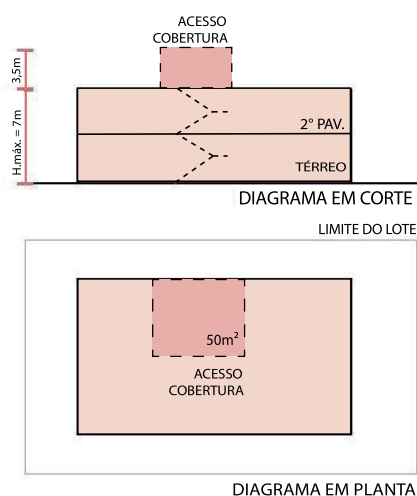 ACESSO
COBERTURA
3,5m
H.máx. = 7m
2° PAV.
TÉRREO
DIAGRAMA EM CORTE
LIMITE DO LOTE
50m²
ACESSO
COBERTURA
DIAGRAMA EM PLANTA